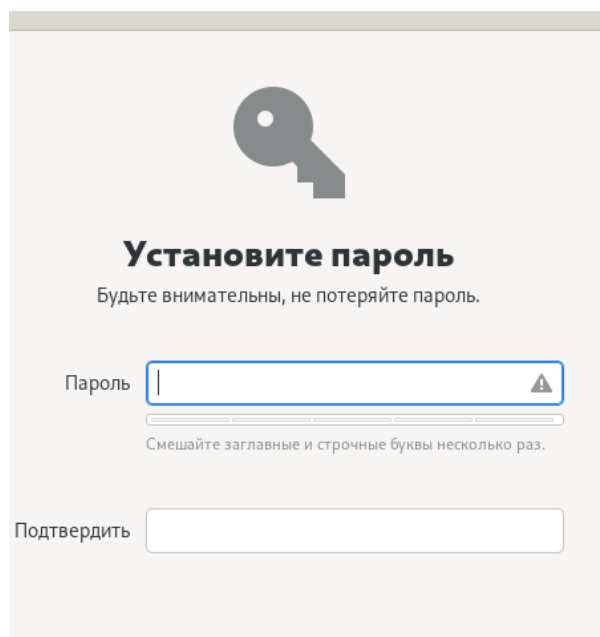 Установите пароль
Будьте внимательны, не потеряйте пароль.
Пароль
Смешайте заглавные и строчные буквы несколько раз.
Подтвердить